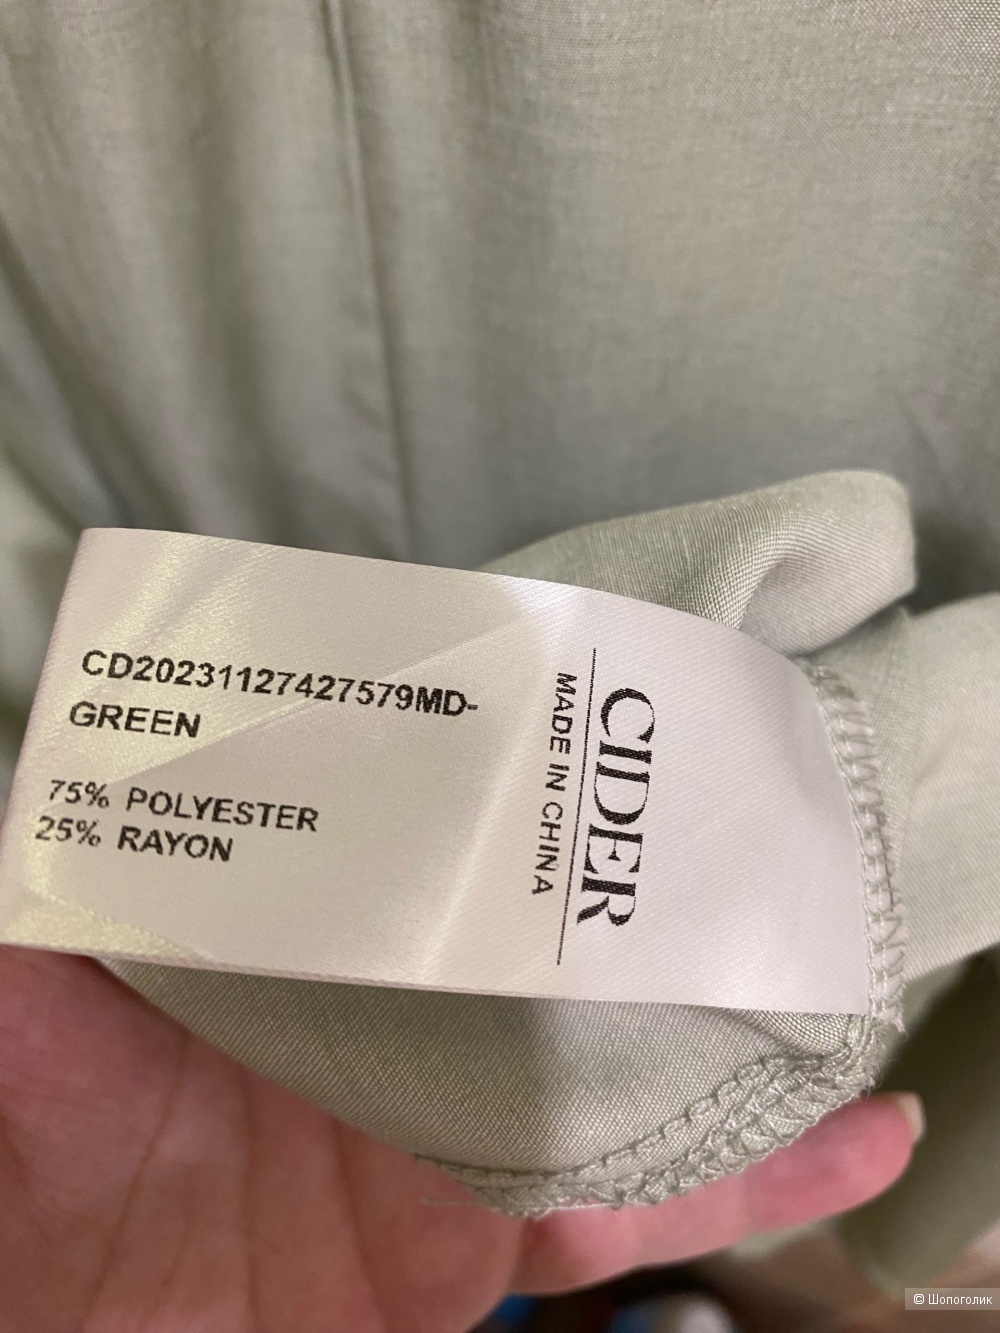 CD20231127427579MD-
GREEN
75% POLYESTER
25% RAYON
CIDER
MADE IN CHINA
© Шопоголик